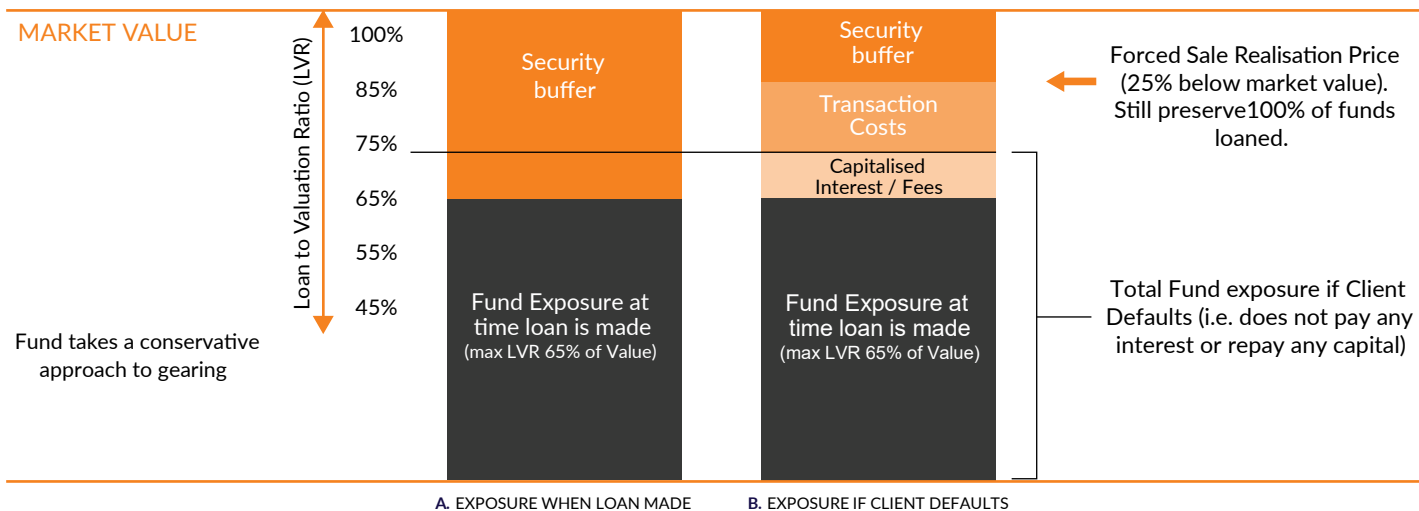 MARKET VALUE
Loan to Valuation Ratio (LVR)
100%
85%
75%
65%
55%
45%
Fund takes a conservative
approach to gearing
Security
buffer
Fund Exposure at
time loan is made
(max LVR 65% of Value)
A. EXPOSURE WHEN LOAN MADE
Security
buffer
Transaction
Costs
Capitalised
Interest / Fees
Fund Exposure at
time loan is made
(max LVR 65% of Value)
B. EXPOSURE IF CLIENT DEFAULTS
Forced Sale Realisation Price
(25% below market value).
Still preserve100% of funds
loaned.
Total Fund exposure if Client
Defaults (i.e. does not pay any
interest or repay any capital)